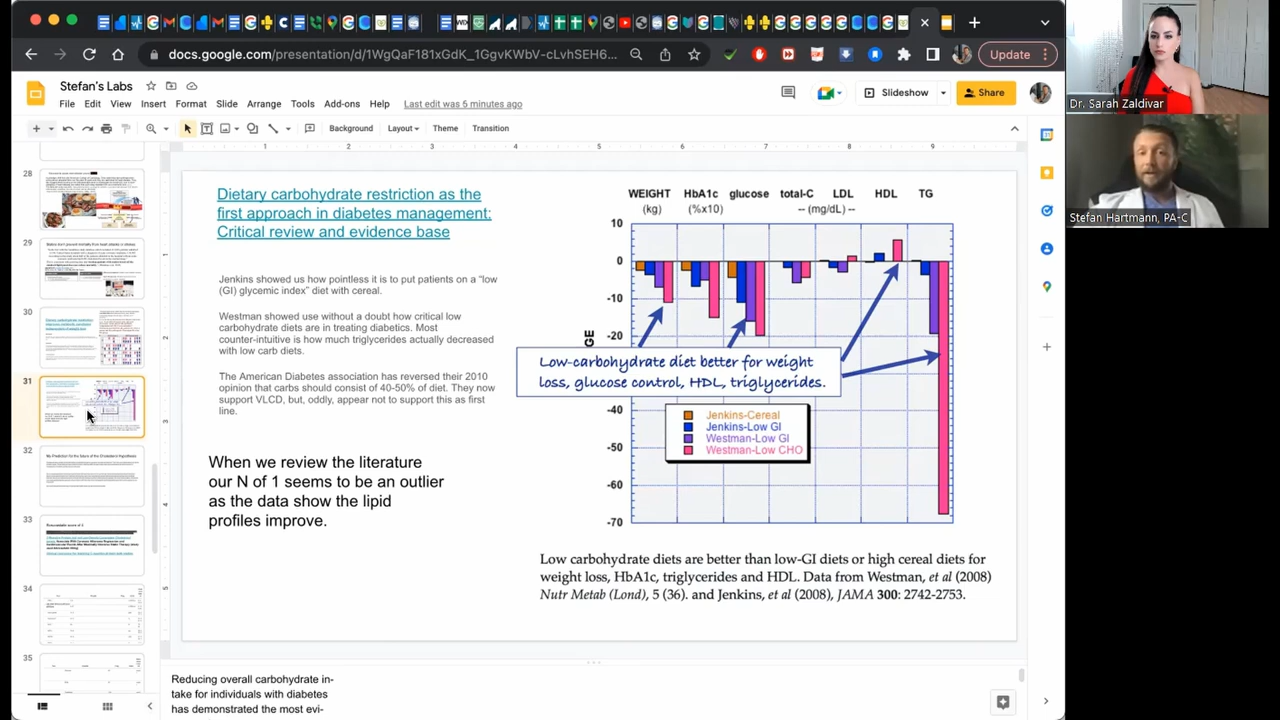 docs.google.com/presentation/d/
Update
Stefan's Labs
File Edit View Insert Format Slide Arrange Tools Add-ons Help Last edit was 5 minutes ago
Slideshow
Share
Background Layout Theme Transition
1 2 3 4 5 6 7 8 9
28
29
30
31
32
33
34
35
Dietary carbohydrate restuction as the
first approach in diabetes management:
Critical review and evidence base
Jenkins showed us how pointless it is to put patients on a “low
(GI) glycemic index” diet with cereal.
Westman showed use without a doubt how critical low
carbohydrate diets are in treating diabetics. Most
counter-intuitive is how much triglycerides actually decreased
with low carb diets.
The American Diabetes association has reversed their 2010
opinion that carbs should consist of 40-50% of diet. They now
support VLCD, but, oddly, appear not to support this as first
line.
When we review the literature
our N of 1 seems to be an outlier
as the data show the lipid
profiles improve.
WEIGHT HbA1c glucose total-C LDL HDL TG
(kg) (%x10) -- (mg/dL) --
10
0
-10
-20
-40
-50
-60
-70
Low-carbohydrate diet better for weight
loss, glucose control, HDL, triglycerides.
Jenkins-Cereal
Jenkins-Low GI
Westman-Low GI
Westman-Low CHO
Low carbohydrate diets are better than low-GI diets or high cereal diets for
weight loss, HbA1c, triglycerides and HDL. Data from Westman, et al (2008)
Nutr Metab (Lond), 5 (36). and Jenkins, et al (2008), JAMA 300: 2742-2753.
Reducing overall carbohydrate in-
take for individuals with diabetes
has demonstrated the most evi-
Dr. Sarah Zaldivar
Stefan Hartmann, PA-C